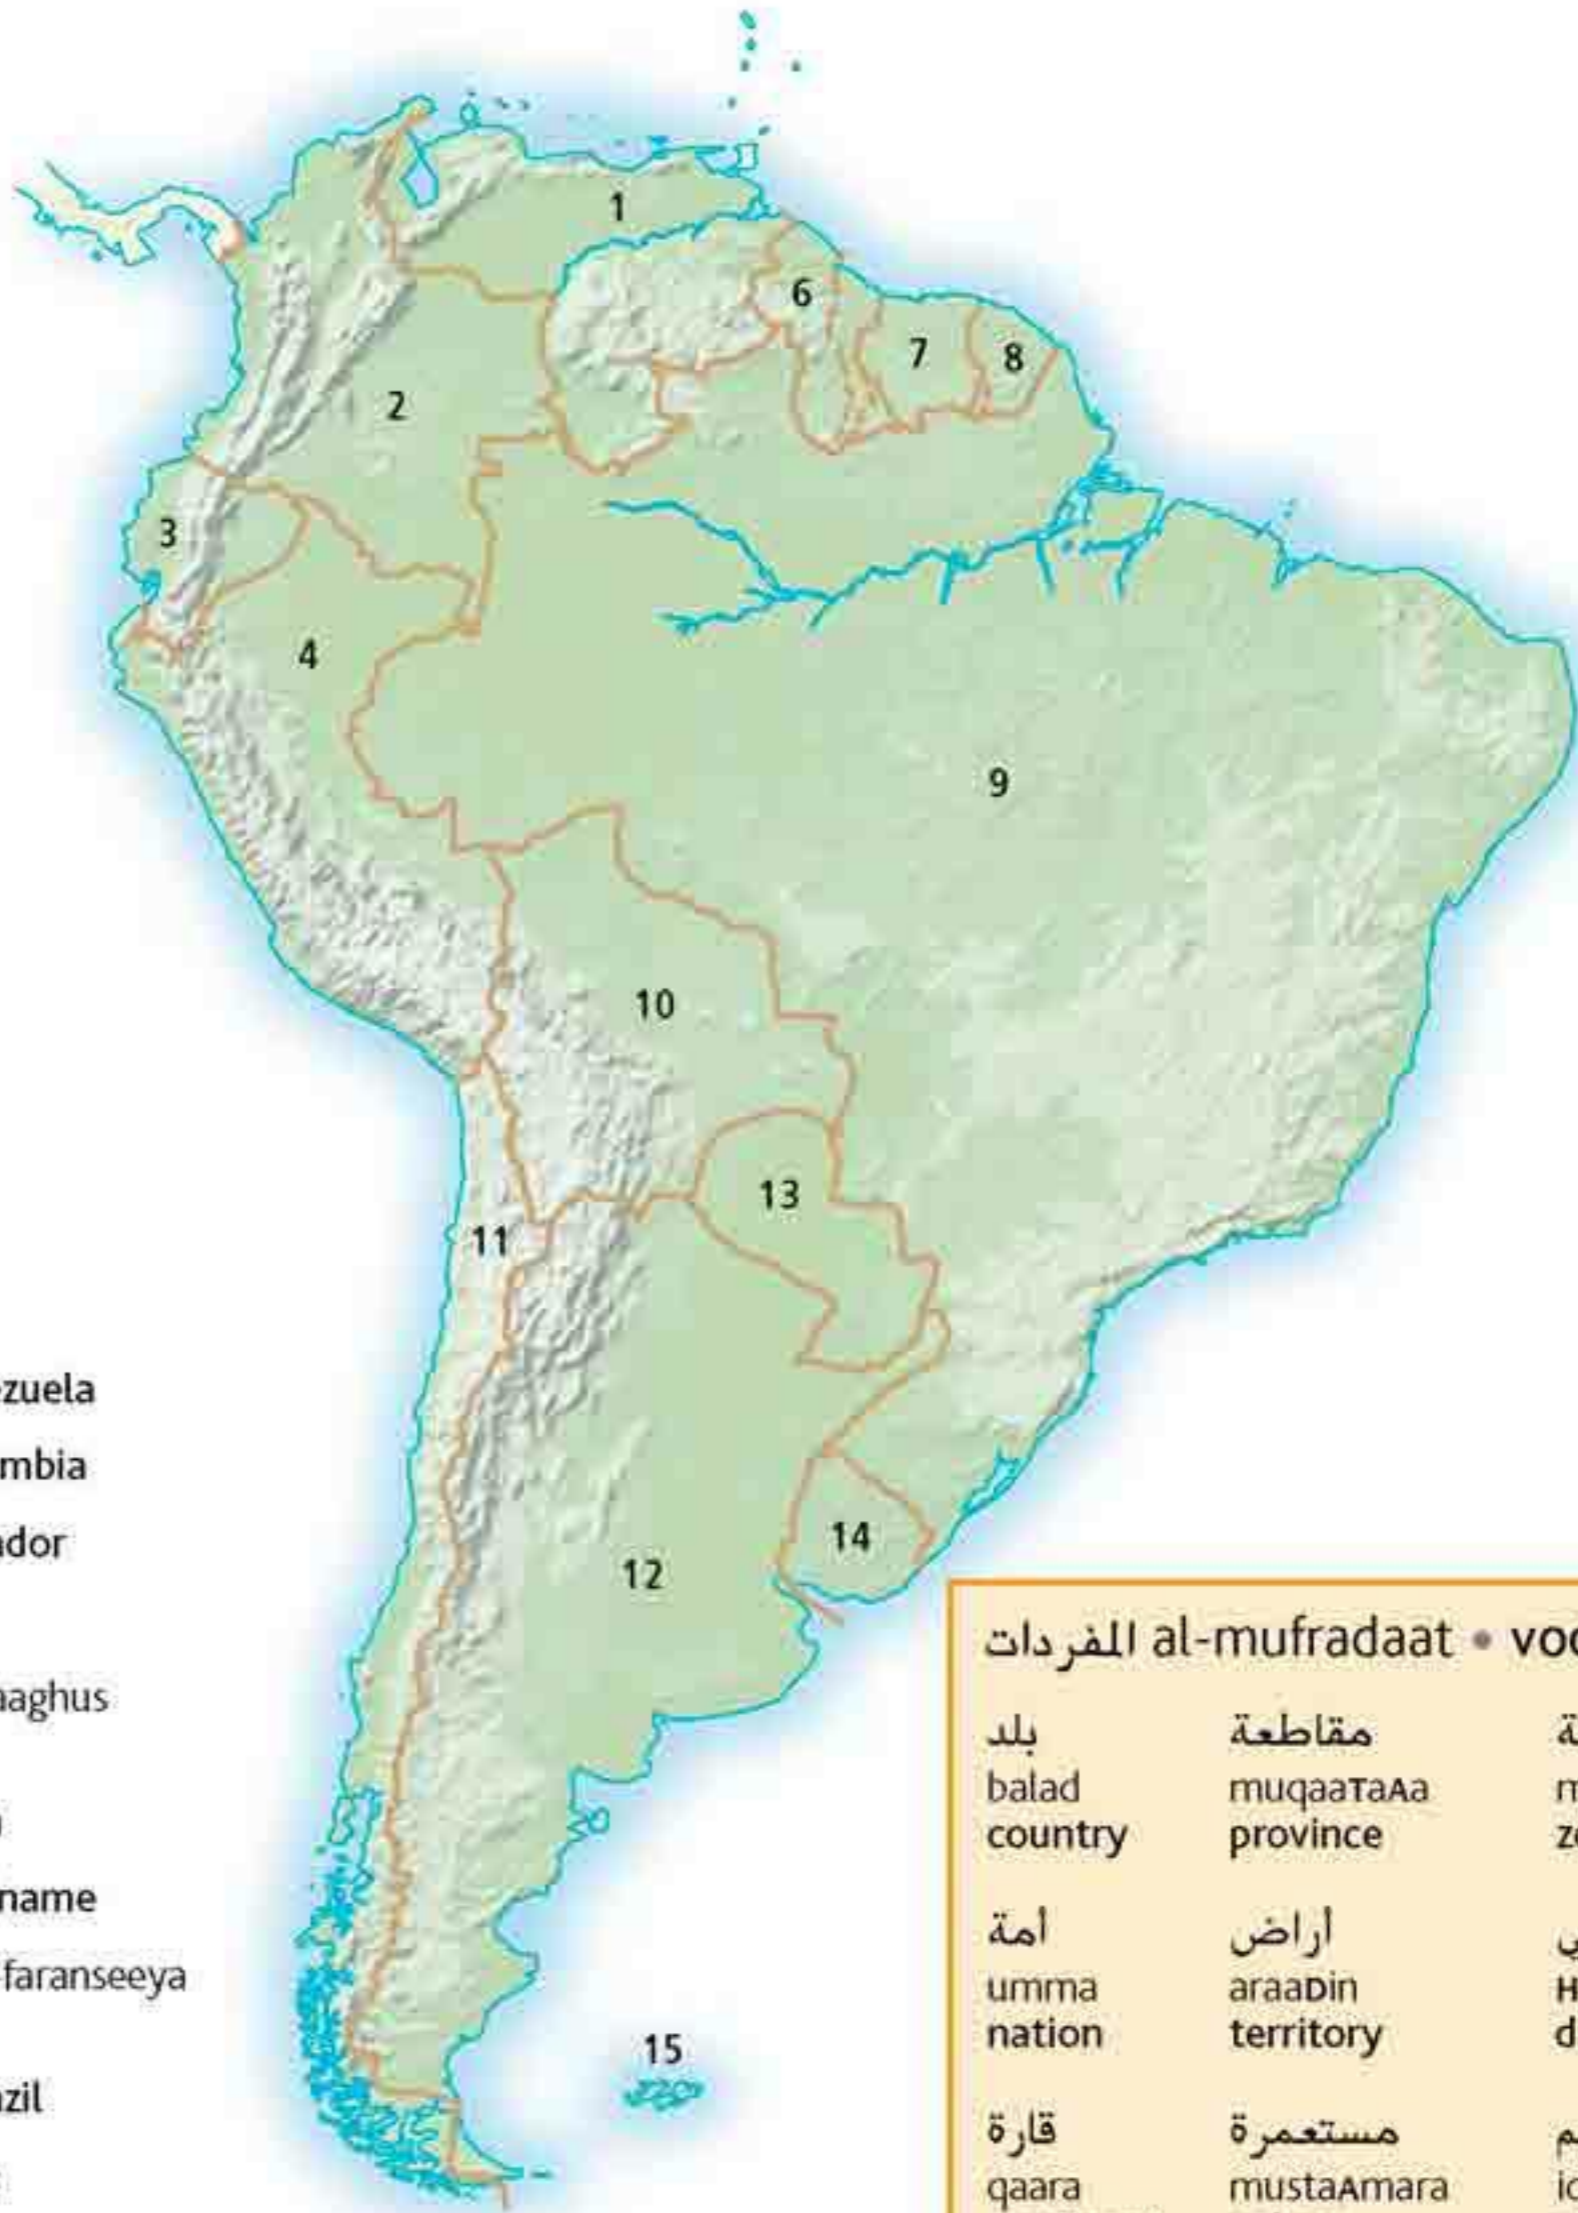 1
6
7
8
2
3
4
9
10
13
11
14
12
15
zuela
mbia
dor
aaghus
name
faranseeya
zil
المفردات al-mufradaat • voc
بلد مقاطعة
balad muqaaTaAa
country province
أمة أراض
umma araaDin
nation territory
قارة مستعمرة
qaara mustaAmara